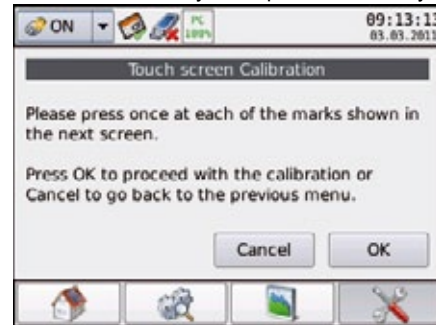 ON
PC
100%
09:13:13
03.03.2011
Touch screen Calibration
Please press once at each of the marks shown in
the next screen.
Press OK to proceed with the calibration or
Cancel to go back to the previous menu.
Cancel
OK